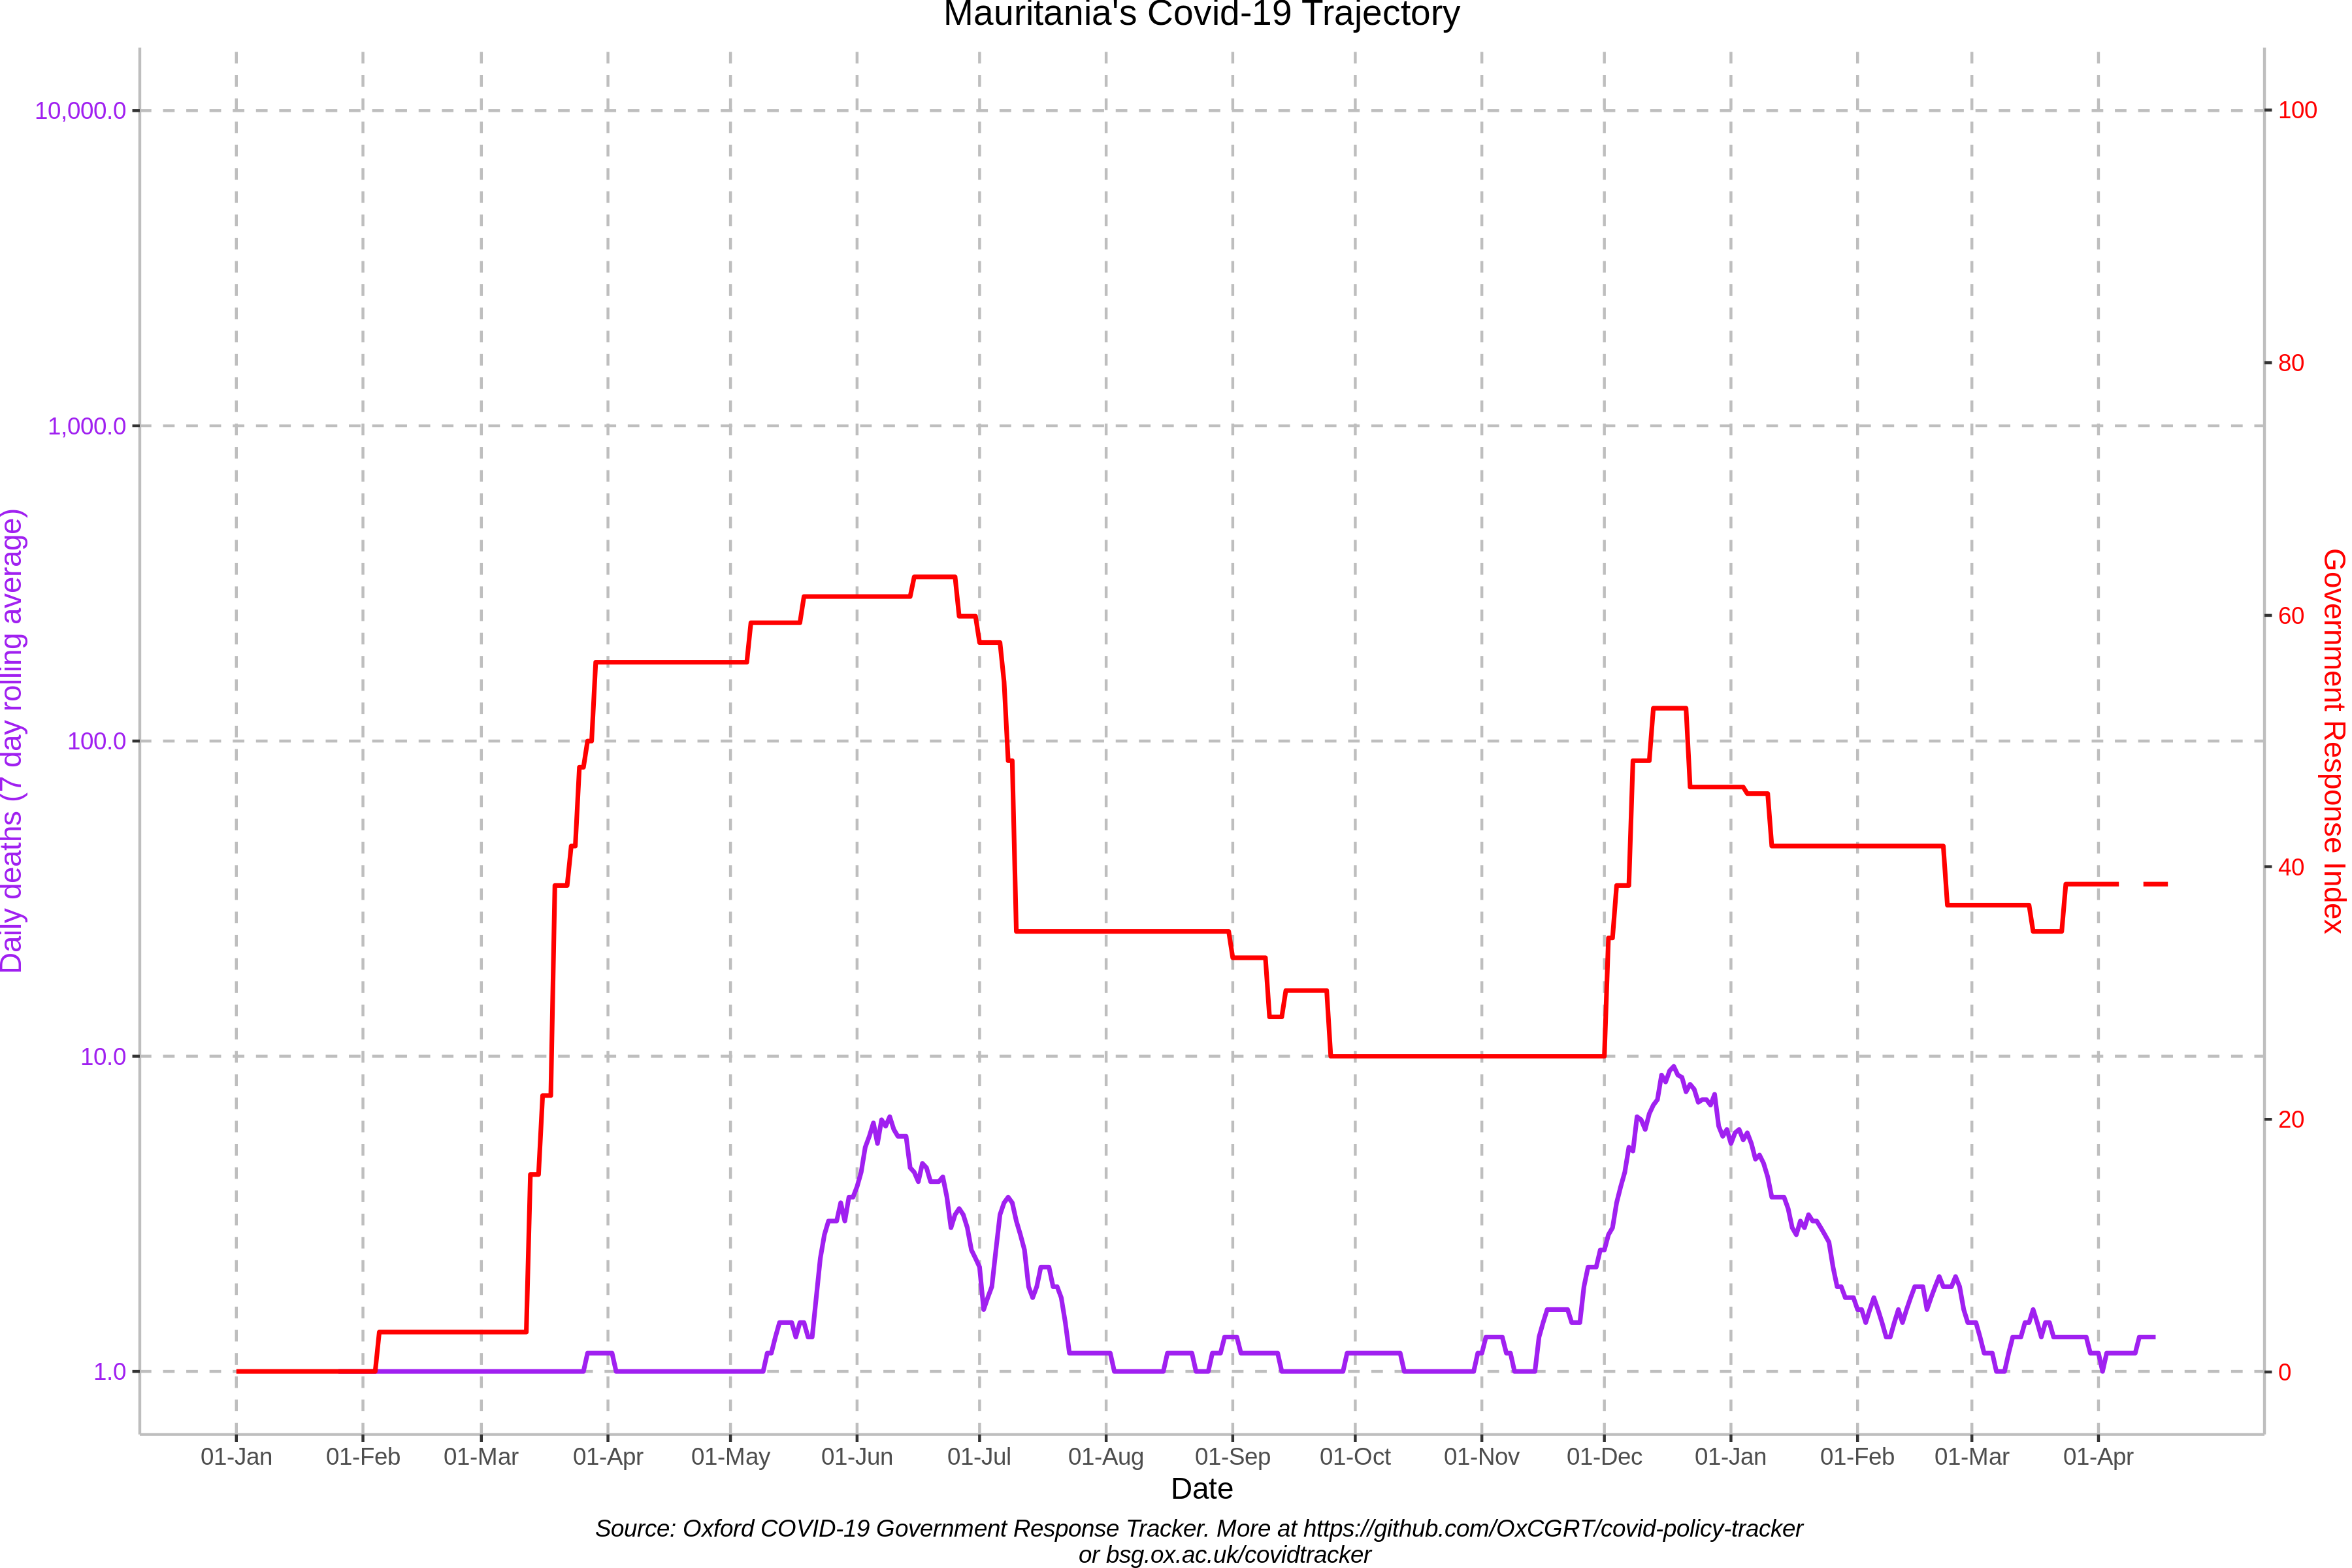 Mauritania's Covid-19 Trajectory
Daily deaths (7 day rolling average)
10,000.0
1,000.0
100.0
10.0
1.0
100
80
60
40
20
0
Government Response Index
01-Jan 01-Feb 01-Mar 01-Apr 01-May 01-Jun 01-Jul 01-Aug 01-Sep 01-Oct 01-Nov 01-Dec 01-Jan 01-Feb 01-Mar 01-Apr
Date
Source: Oxford COVID-19 Government Response Tracker. More at https://github.com/OxCGRT/covid-policy-tracker
or bsg.ox.ac.uk/covidtracker